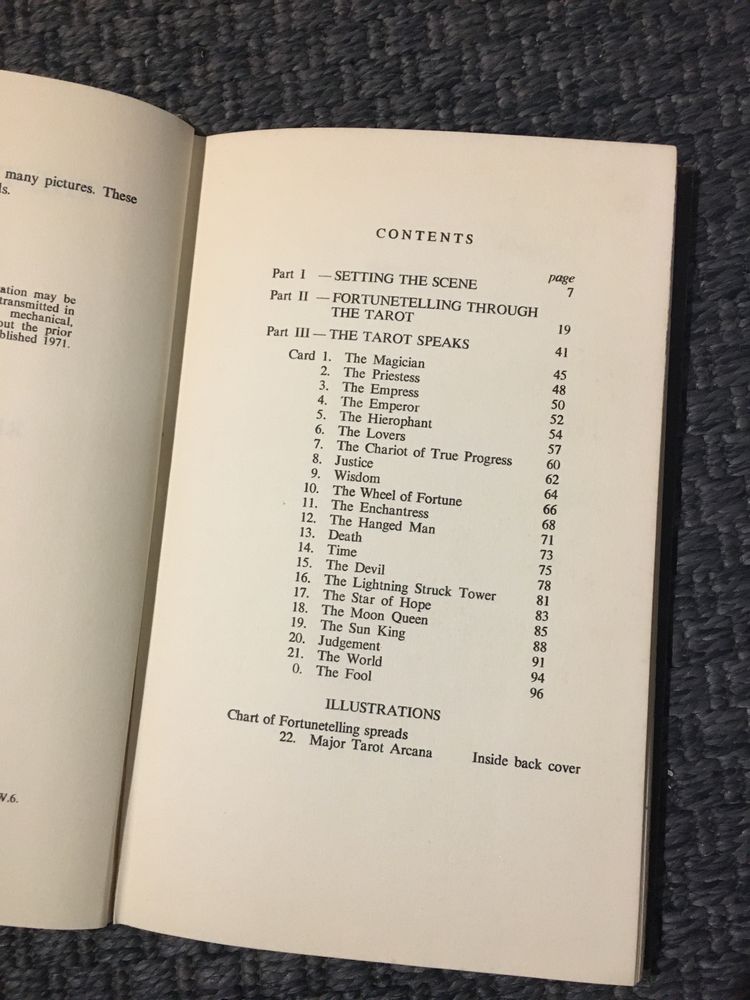 many pictures. These
ls.
ation may be
transmitted in
mechanical,
out the prior
blished 1971.
W.6.
CONTENTS
page
Part I — SETTING THE SCENE 7
Part II — FORTUNETELLING THROUGH
THE TAROT 19
Part III — THE TAROT SPEAKS 41
Card 1. The Magician 45
2. The Priestess 48
3. The Empress 50
4. The Emperor 52
5. The Hierophant 54
6. The Lovers 57
7. The Chariot of True Progress 60
8. Justice 62
9. Wisdom 64
10. The Wheel of Fortune 66
11. The Enchantress 68
12. The Hanged Man 71
13. Death 73
14. Time 75
15. The Devil 78
16. The Lightning Struck Tower 81
17. The Star of Hope 83
18. The Moon Queen 85
19. The Sun King 88
20. Judgement 91
21. The World 94
0. The Fool 96
ILLUSTRATIONS
Chart of Fortunetelling spreads
22. Major Tarot Arcana Inside back cover